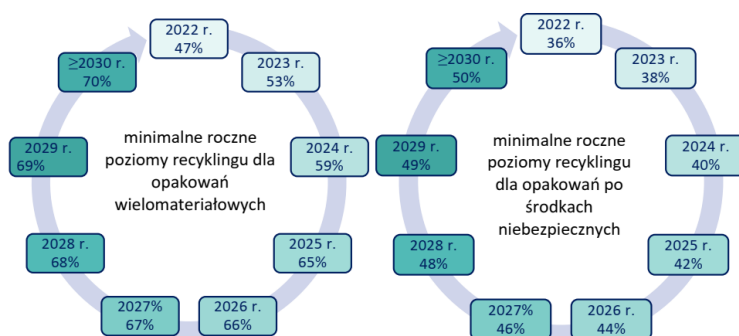 2022 r.
47%
2023 r.
53%
2024 r.
59%
2025 r.
65%
2026 r.
66%
2027%
67%
2028 r.
68%
2029 r.
69%
≥2030 r.
70%
minimalne roczne
poziomy recyklingu dla
opakowań
wielomateriałowych
2022 r.
36%
2023 r.
38%
2024 r.
40%
2025 r.
42%
2026 r.
44%
2027%
46%
2028 r.
48%
2029 r.
49%
≥2030 r.
50%
minimalne roczne
poziomy recyklingu
dla opakowań po
środkach
niebezpiecznych